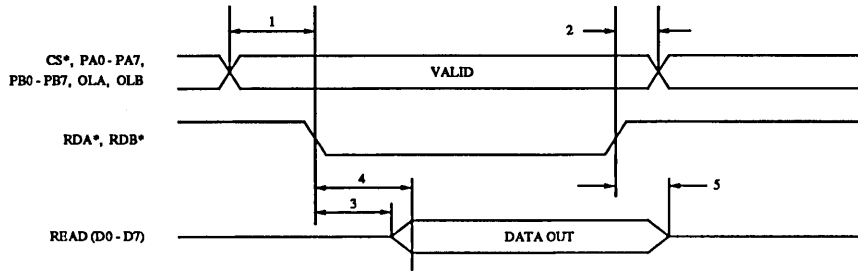 1
2
CS*, PA0 - PA7,
PB0 - PB7, OLA, OLB
VALID
RDA*, RDB*
4
3
5
READ (D0 - D7)
DATA OUT